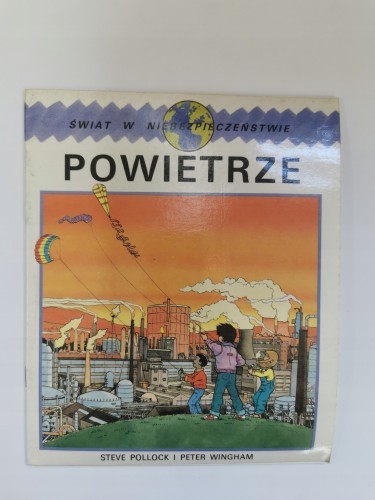 ŚWIAT W NIEBEZPIECZEŃSTWIE
POWIETRZE
STEVE POLLOCK I PETER WINGHAM